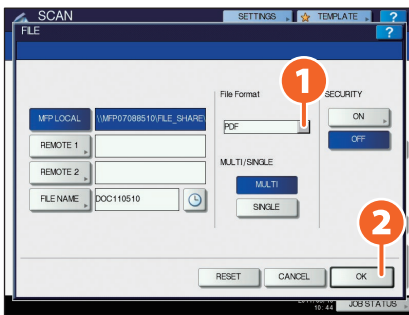 SCAN
SETTINGS
TEMPLATE
?
FILE
?
1
File Format
SECURITY
MFP LOCAL
\\MFP07088510\FILE_SHARE\
PDF
ON
OFF
REMOTE 1
MULTI/SINGLE
REMOTE 2
MULTI
FILE NAME
DOC110510
SINGLE
2
RESET
CANCEL
OK
10:44
JOB STATUS